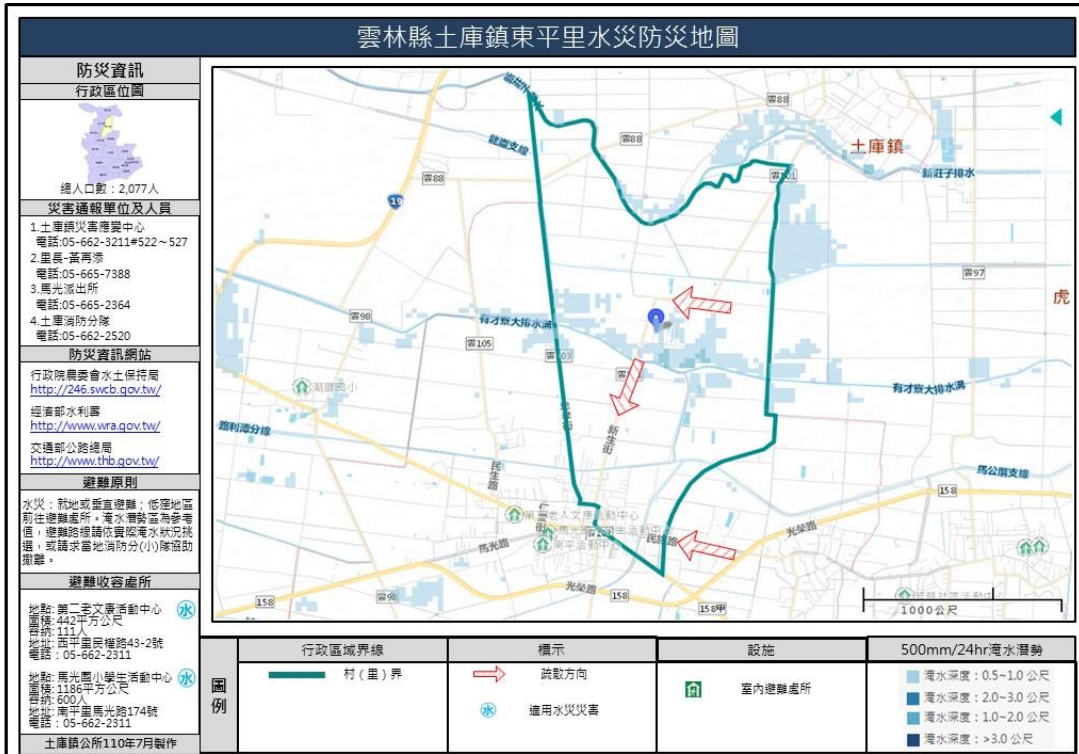 雲林縣土庫鎮東平里水災防災地圖
防災資訊
行政區位圖
總人口數：2,077人
災害通報單位及人員
1.土庫鎮災害應變中心
電話:05-662-3211#522～527
2.里長-黃再添
電話:05-665-7388
3.馬光派出所
電話:05-665-2364
4.土庫消防分隊
電話:05-662-2520
防災資訊網站
行政院農委會水土保持局
http://246.swcb.gov.tw/
經濟部水利署
http://www.wra.gov.tw/
交通部公路總局
http://www.thb.gov.tw/
避難原則
水災：就地或垂直避難；低窪地區
前往避難處所。淹水潛勢區為參考
值，避難路線請依實際淹水狀況挑
選，或請求當地消防分(小)隊協助
撤離。
避難收容處所
地點: 第二老文康活動中心
水
面積: 442平方公尺
容納: 111人
地址: 西平里民權路43-2號
電話：05-662-2311
地點: 馬光國小學生活動中心
水
面積: 1186平方公尺
容納: 600人
地址: 南平里馬光路174號
電話：05-662-2311
土庫鎮公所110年7月製作
雲88
龍巖支線
雲88
土庫鎮
雲88
新庄子排水
19
雲97
虎
雲98
有才寮大排水溝
雲105
潮厝國小
有才寮大排水溝
路利潭分線
新生街
民生路
馬公厝支線
158
馬光路
民權路
光榮路
光榮路
158
雲98
158
158甲
1000公尺
圖例
行政區域界線
標示
設施
500mm/24hr淹水潛勢
村（里）界
疏散方向
水
適用水災災害
室內避難處所
淹水深度：0.5~1.0 公尺
淹水深度：2.0~3.0 公尺
淹水深度：1.0~2.0 公尺
淹水深度：>3.0 公尺